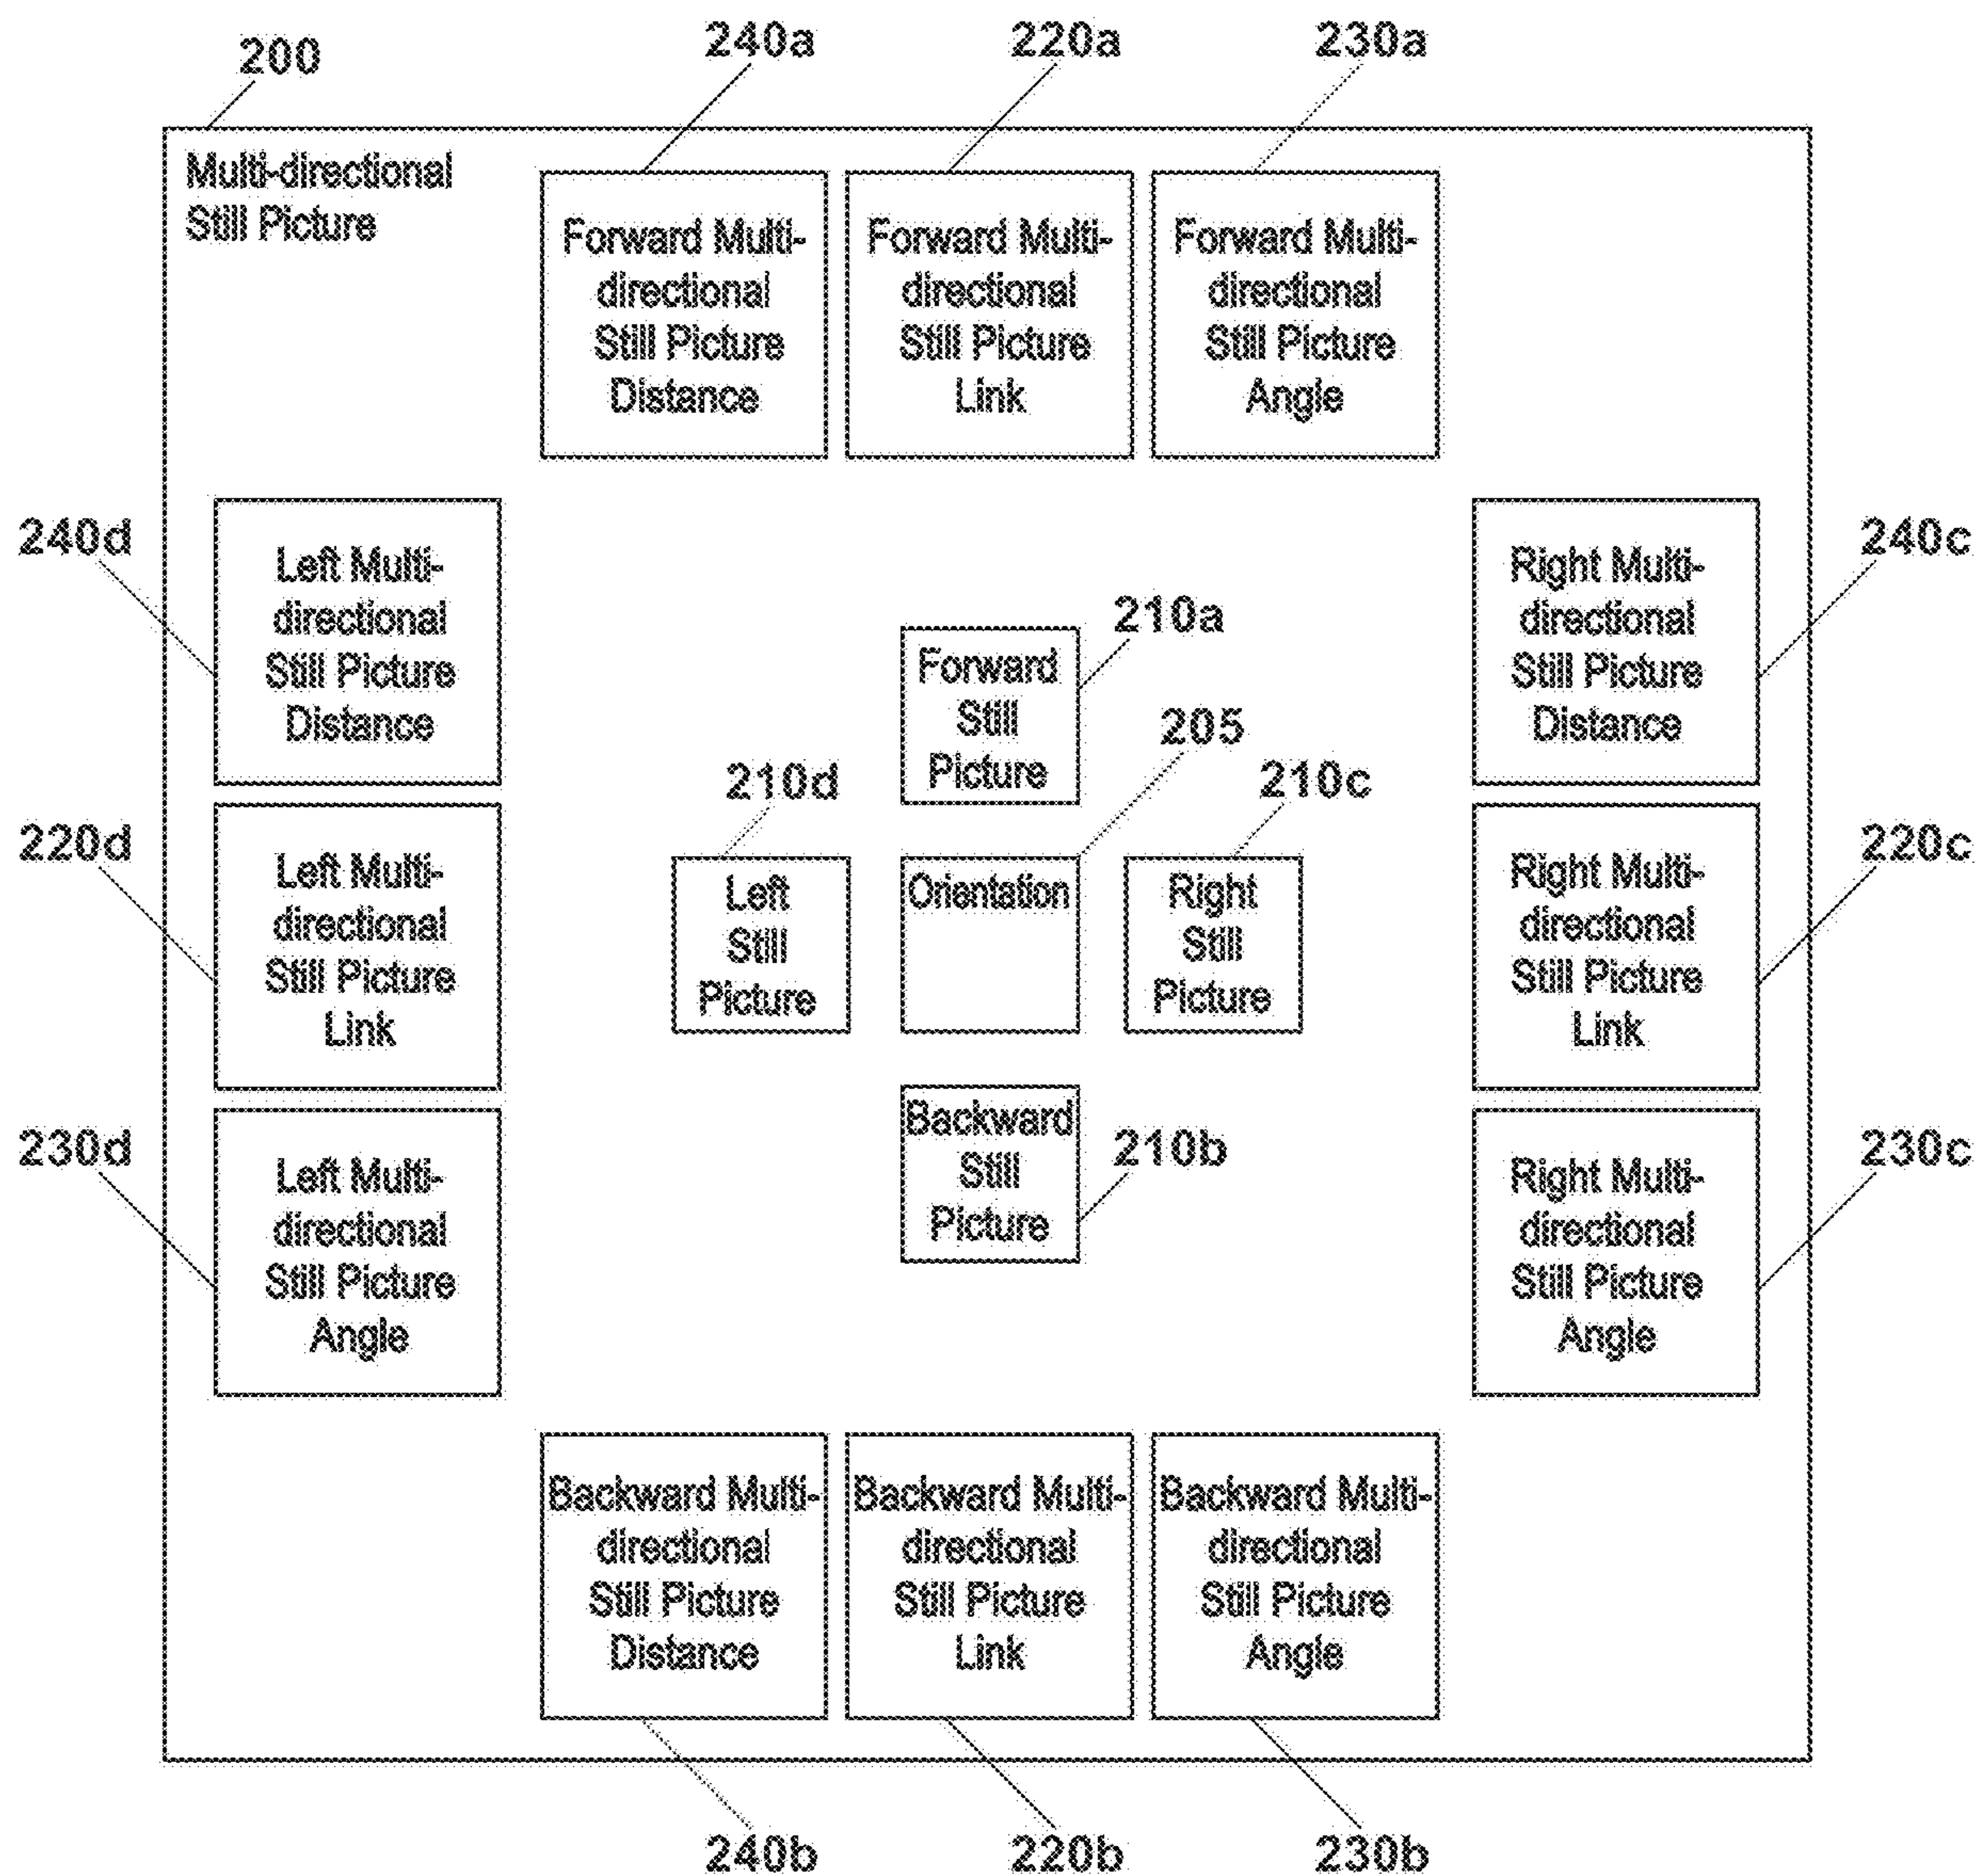 200
240a
220a
230a
Multi-directional
Still Picture
Forward Multi-
directional
Still Picture
Distance
Forward Multi-
directional
Still Picture
Link
Forward Multi-
directional
Still Picture
Angle
240d
Left Multi-
directional
Still Picture
Distance
220d
Left Multi-
directional
Still Picture
Link
230d
Left Multi-
directional
Still Picture
Angle
210a
Forward
Still
Picture
205
Orientation
210d
Left
Still
Picture
210c
Right
Still
Picture
210b
Backward
Still
Picture
240c
Right Multi-
directional
Still Picture
Distance
220c
Right Multi-
directional
Still Picture
Link
230c
Right Multi-
directional
Still Picture
Angle
Backward Multi-
directional
Still Picture
Distance
Backward Multi-
directional
Still Picture
Link
Backward Multi-
directional
Still Picture
Angle
240b
220b
230b